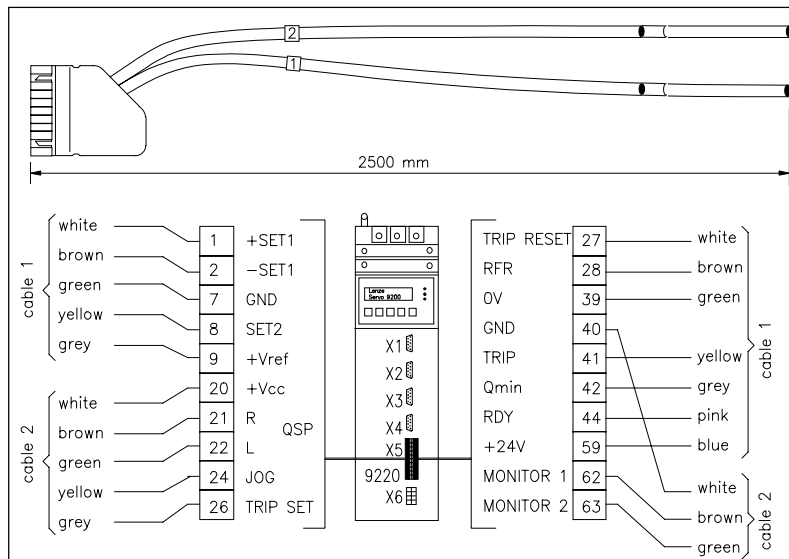 2
1
2500 mm
cable 1
white
brown
green
yellow
grey
cable 2
white
brown
green
yellow
grey
1 +SET1
2 -SET1
7 GND
8 SET2
9 +Vref
20 +Vcc
21 R
QSP
22 L
24 JOG
26 TRIP SET
Lenze
Servo 9200
X1
X2
X3
X4
X5
9220
X6
TRIP RESET 27
RFR 28
0V 39
GND 40
TRIP 41
Qmin 42
RDY 44
+24V 59
MONITOR 1 62
MONITOR 2 63
white
brown
green
yellow
grey
pink
blue
cable 1
white
brown
green
cable 2